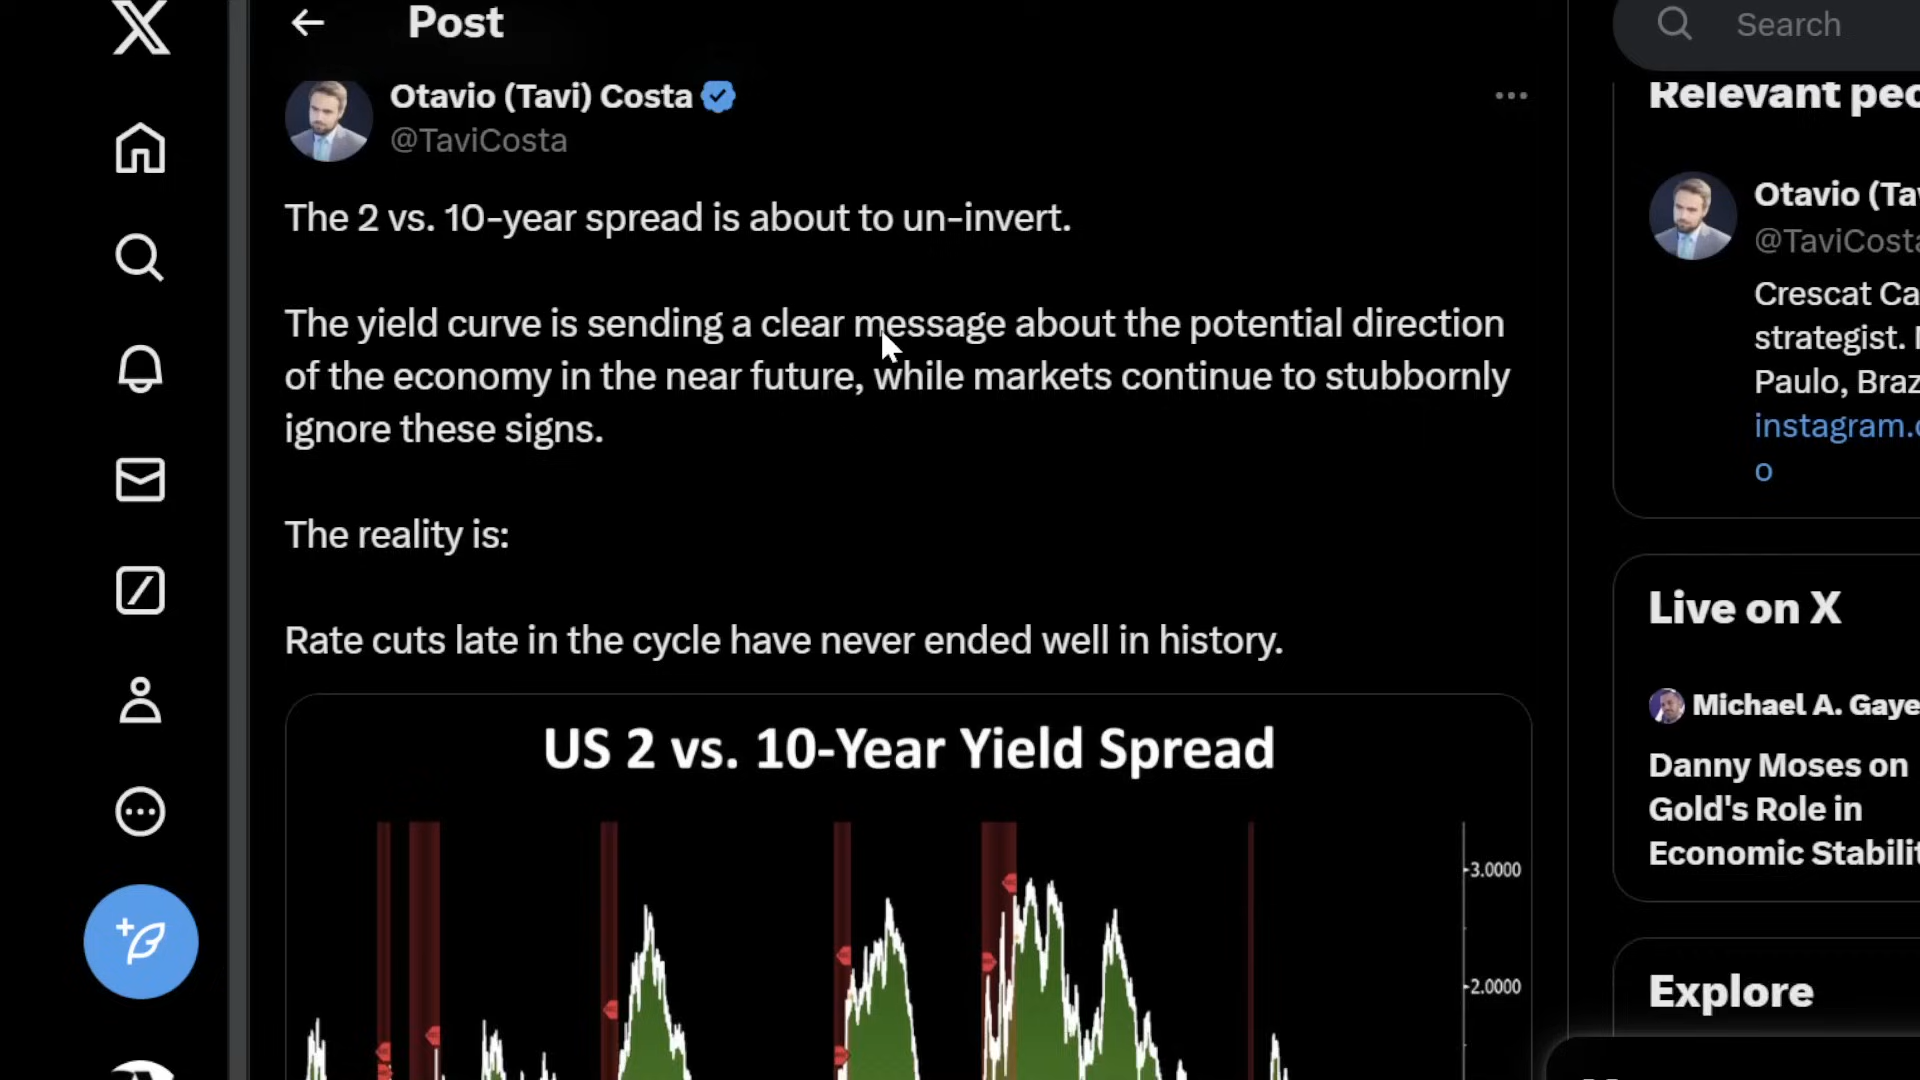 Post
Otavio (Tavi) Costa
@TaviCosta
The 2 vs. 10-year spread is about to un-invert.
The yield curve is sending a clear message about the potential direction
of the economy in the near future, while markets continue to stubbornly
ignore these signs.
The reality is:
Rate cuts late in the cycle have never ended well in history.
US 2 vs. 10-Year Yield Spread
3.0000
2.0000
Search
Relevant peo
Otavio (Tav
@TaviCosta
Crescat Ca
strategist.
Paulo, Braz
instagram.c
o
Live on X
Michael A. Gaye
Danny Moses on
Gold's Role in
Economic Stabilit
Explore